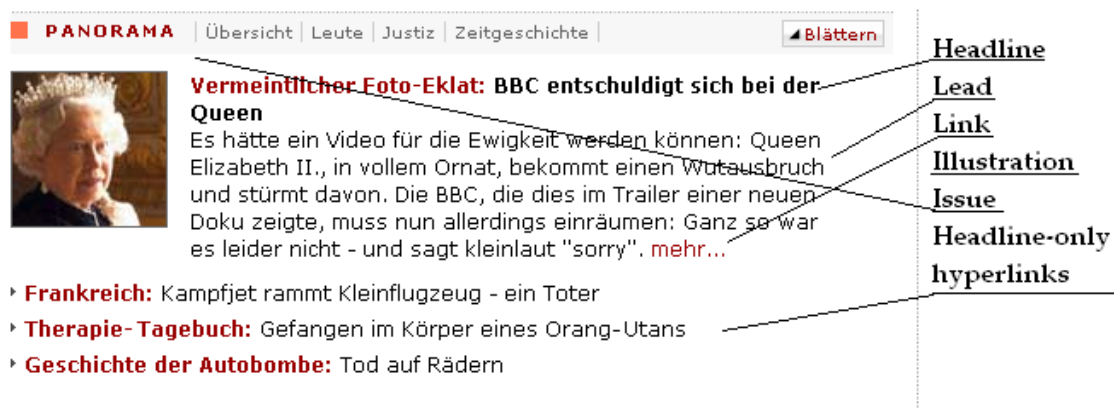 PANORAMA | Übersicht | Leute | Justiz | Zeitgeschichte |
Blättern
Vermeintlicher Foto-Eklat: BBC entschuldigt sich bei der
Queen
Es hätte ein Video für die Ewigkeit werden können: Queen
Elizabeth II., in vollem Ornat, bekommt einen Wutausbruch
und stürmt davon. Die BBC, die dies im Trailer einer neuen
Doku zeigte, muss nun allerdings einräumen: Ganz so war
es leider nicht - und sagt kleinlaut "sorry". mehr...
Frankreich: Kampfjet rammt Kleinflugzeug - ein Toter
Therapie-Tagebuch: Gefangen im Körper eines Orang-Utans
Geschichte der Autobombe: Tod auf Rädern
Headline
Lead
Link
Illustration
Issue
Headline-only
hyperlinks